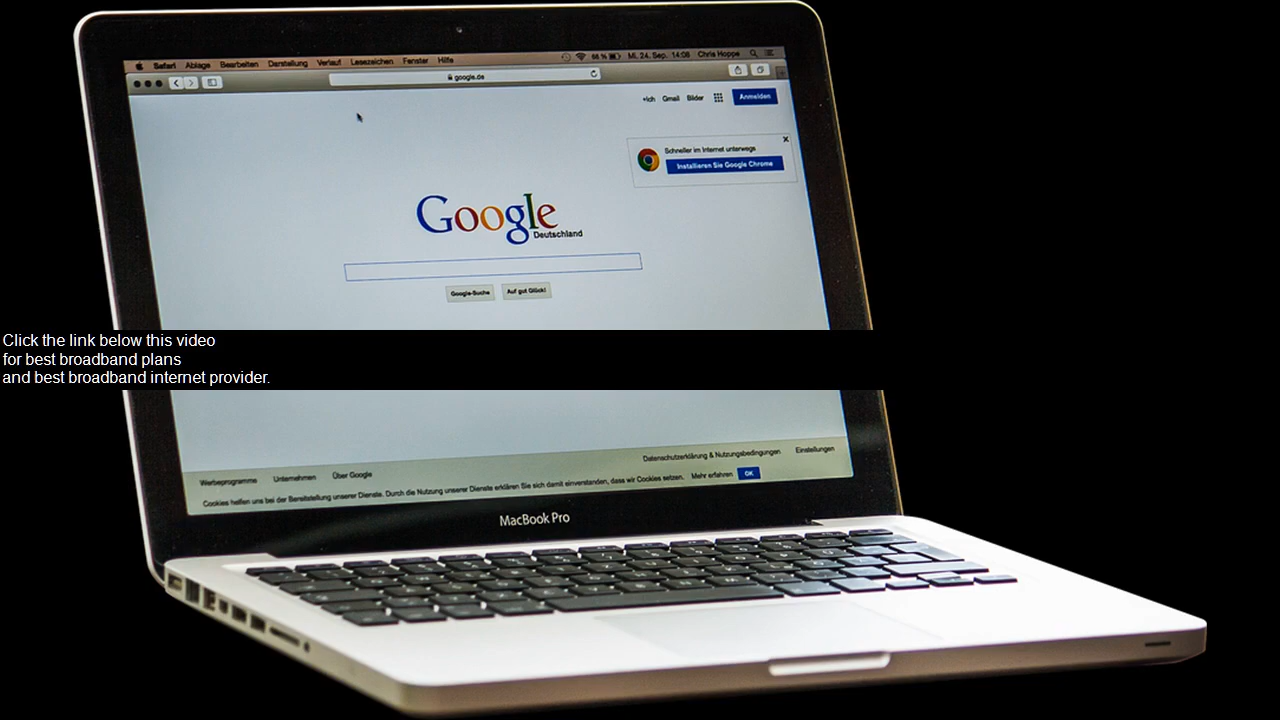 Safari Ablage Bearbeiten Darstellung Verlauf Lesezeichen Fenster Hilfe 66 % Mi. 24. Sep. 14:08 Chris Hoppe
google.de
+Ich Gmail Bilder Anmelden
Schneller im Internet unterwegs
Installieren Sie Google Chrome
Google
Deutschland
Google-Suche Auf gut Glück!
Click the link below this video
for best broadband plans
and best broadband internet provider.
Datenschutzerklärung & Nutzungsbedingungen Einstellungen
Werbeprogramme Unternehmen Über Google
Cookies helfen uns bei der Bereitstellung unserer Dienste. Durch die Nutzung unserer Dienste erklären Sie sich damit einverstanden, dass wir Cookies setzen. Mehr erfahren OK
MacBook Pro